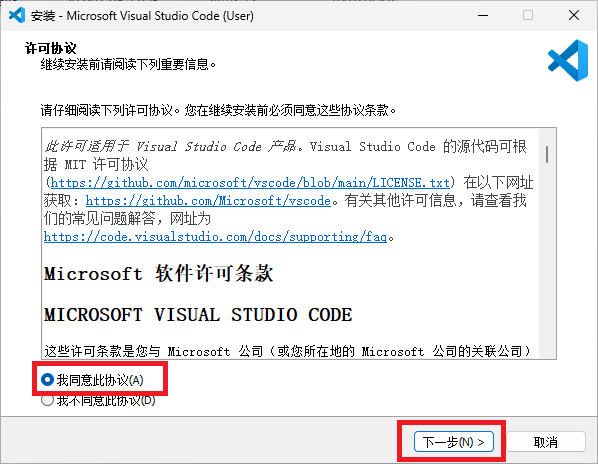 安装 - Microsoft Visual Studio Code (User)
许可协议
继续安装前请阅读下列重要信息。
请仔细阅读下列许可协议。您在继续安装前必须同意这些协议条款。
此许可适用于 Visual Studio Code 产品。Visual Studio Code 的源代码可根
据 MIT 许可协议
(https://github.com/microsoft/vscode/blob/main/LICENSE.txt) 在以下网址
获取：https://github.com/Microsoft/vscode。有关其他许可信息，请查看我
们的常见问题解答，网址为
https://code.visualstudio.com/docs/supporting/faq。
Microsoft 软件许可条款
MICROSOFT VISUAL STUDIO CODE
这些许可条款是您与 Microsoft 公司（或您所在地的 Microsoft 公司的关联公司）
我同意此协议(A)
我不同意此协议(D)
下一步(N) >
取消